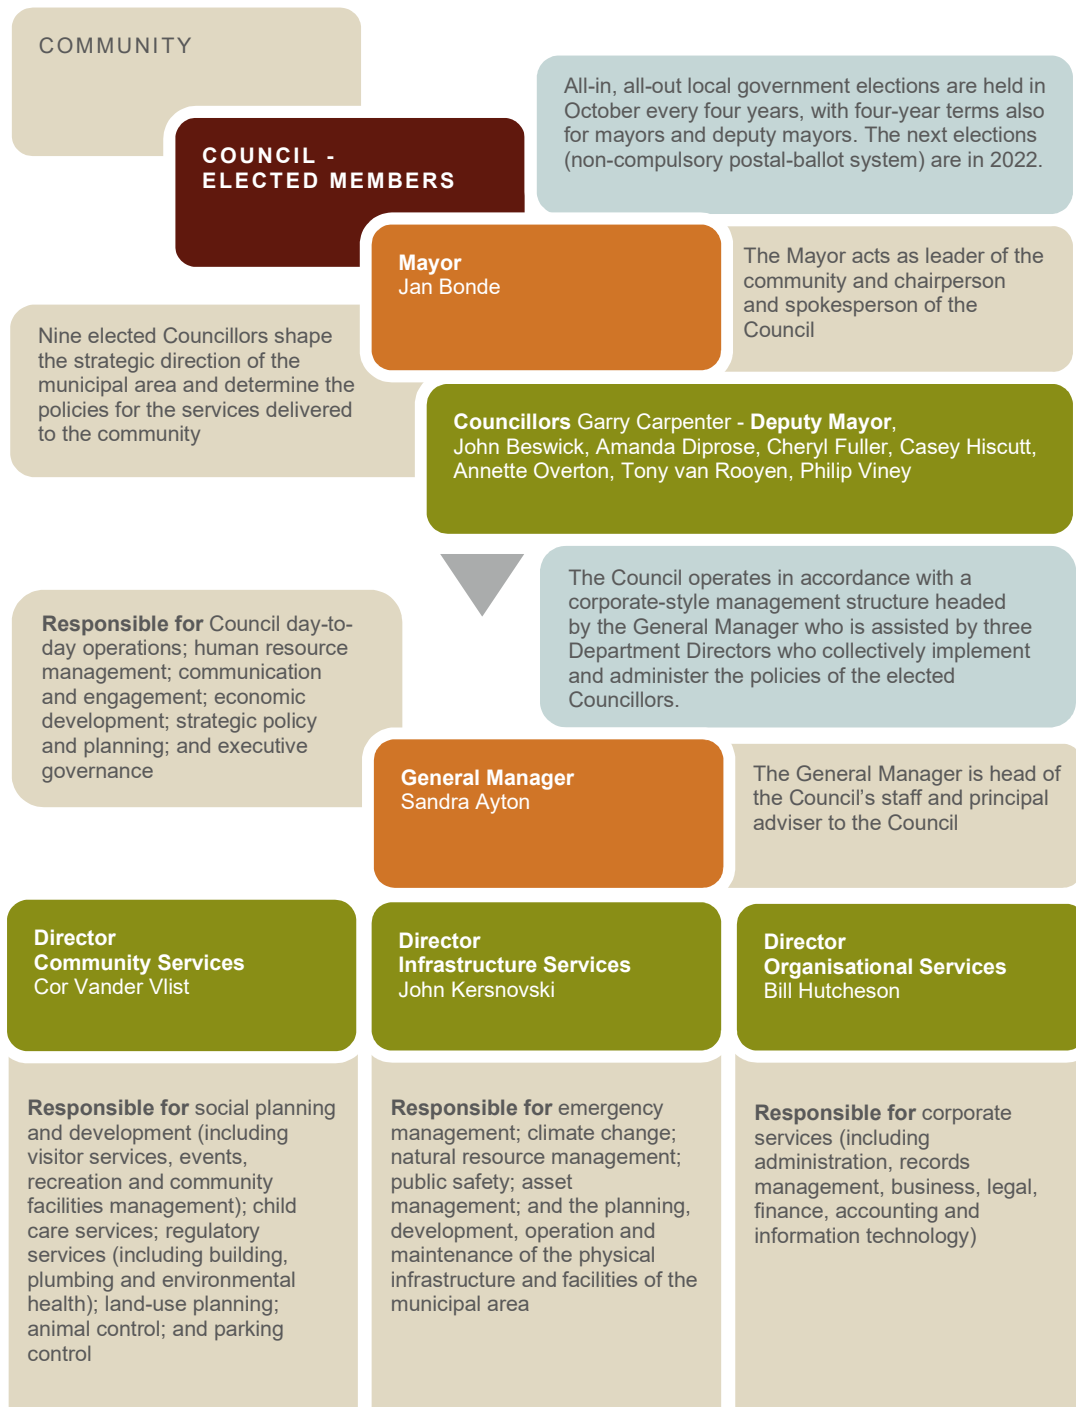 COMMUNITY
All-in, all-out local government elections are held in
October every four years, with four-year terms also
for mayors and deputy mayors. The next elections
(non-compulsory postal-ballot system) are in 2022.
COUNCIL -
ELECTED MEMBERS
Mayor
Jan Bonde
The Mayor acts as leader of the
community and chairperson
and spokesperson of the
Council
Nine elected Councillors shape
the strategic direction of the
municipal area and determine the
policies for the services delivered
to the community
Councillors Garry Carpenter - Deputy Mayor,
John Beswick, Amanda Diprose, Cheryl Fuller, Casey Hiscutt,
Annette Overton, Tony van Rooyen, Philip Viney
The Council operates in accordance with a
corporate-style management structure headed
by the General Manager who is assisted by three
Department Directors who collectively implement
and administer the policies of the elected
Councillors.
Responsible for Council day-to-
day operations; human resource
management; communication
and engagement; economic
development; strategic policy
and planning; and executive
governance
General Manager
Sandra Ayton
The General Manager is head of
the Council’s staff and principal
adviser to the Council
Director
Community Services
Cor Vander Vlist
Director
Infrastructure Services
John Kersnovski
Director
Organisational Services
Bill Hutcheson
Responsible for social planning
and development (including
visitor services, events,
recreation and community
facilities management); child
care services; regulatory
services (including building,
plumbing and environmental
health); land-use planning;
animal control; and parking
control
Responsible for emergency
management; climate change;
natural resource management;
public safety; asset
management; and the planning,
development, operation and
maintenance of the physical
infrastructure and facilities of the
municipal area
Responsible for corporate
services (including
administration, records
management, business, legal,
finance, accounting and
information technology)